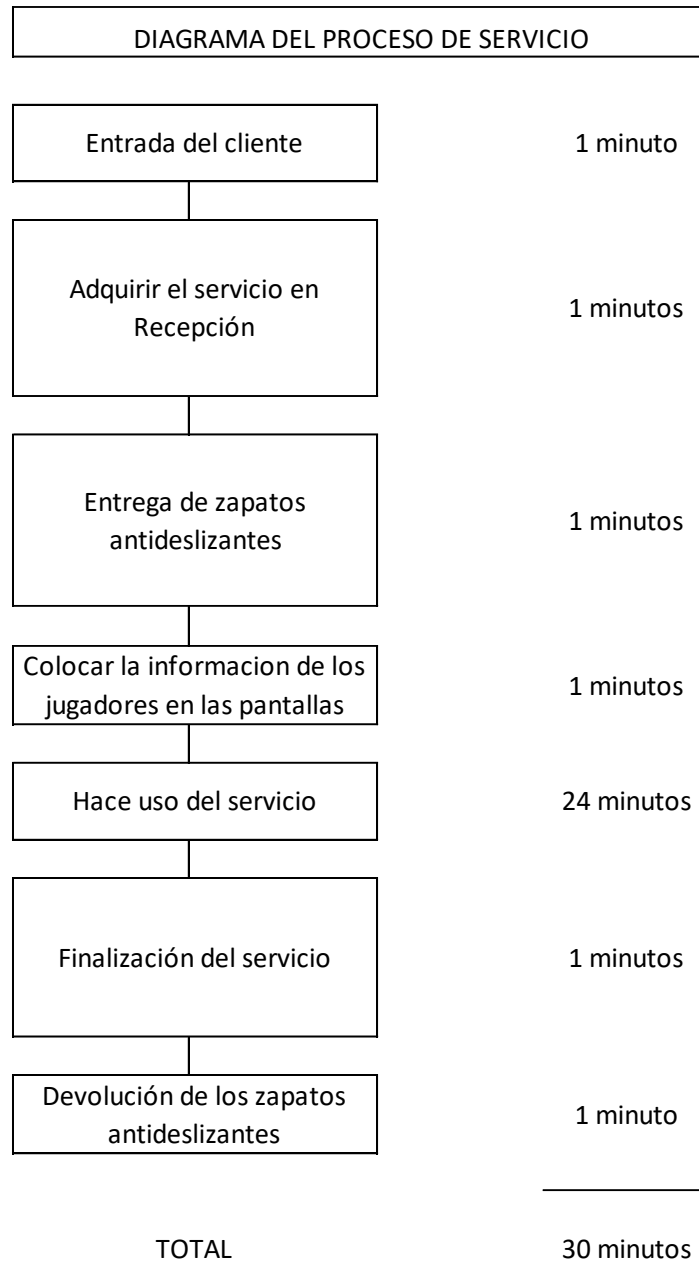 DIAGRAMA DEL PROCESO DE SERVICIO
Entrada del cliente
1 minuto
Adquirir el servicio en
Recepción
1 minutos
Entrega de zapatos
antideslizantes
1 minutos
Colocar la informacion de los
jugadores en las pantallas
1 minutos
Hace uso del servicio
24 minutos
Finalización del servicio
1 minutos
Devolución de los zapatos
antideslizantes
1 minuto
TOTAL
30 minutos